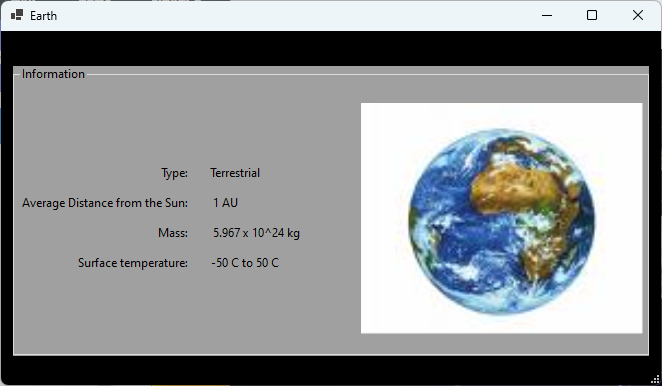 Earth
Information
Type: Terrestrial
Average Distance from the Sun: 1 AU
Mass: 5.967 x 10^24 kg
Surface temperature: -50 C to 50 C